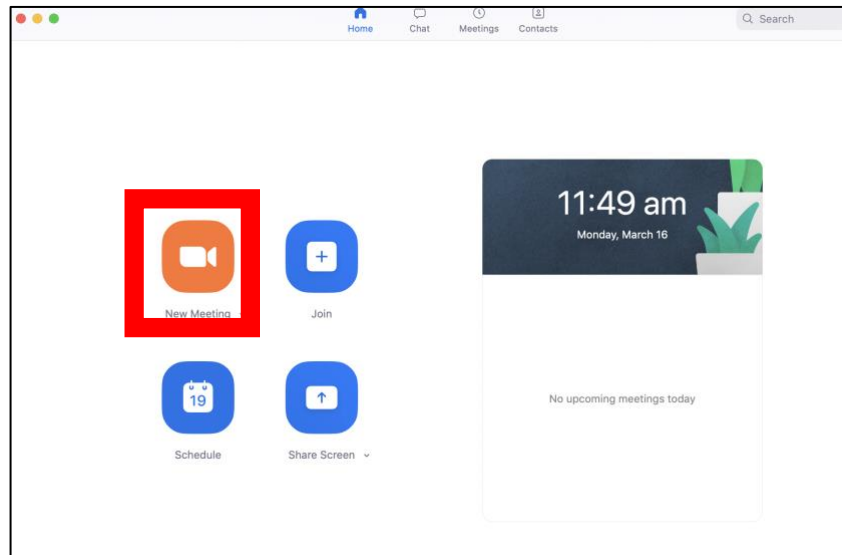 Home Chat Meetings Contacts
Search
11:49 am
Monday, March 16
New Meeting
Join
19
Schedule
Share Screen
No upcoming meetings today